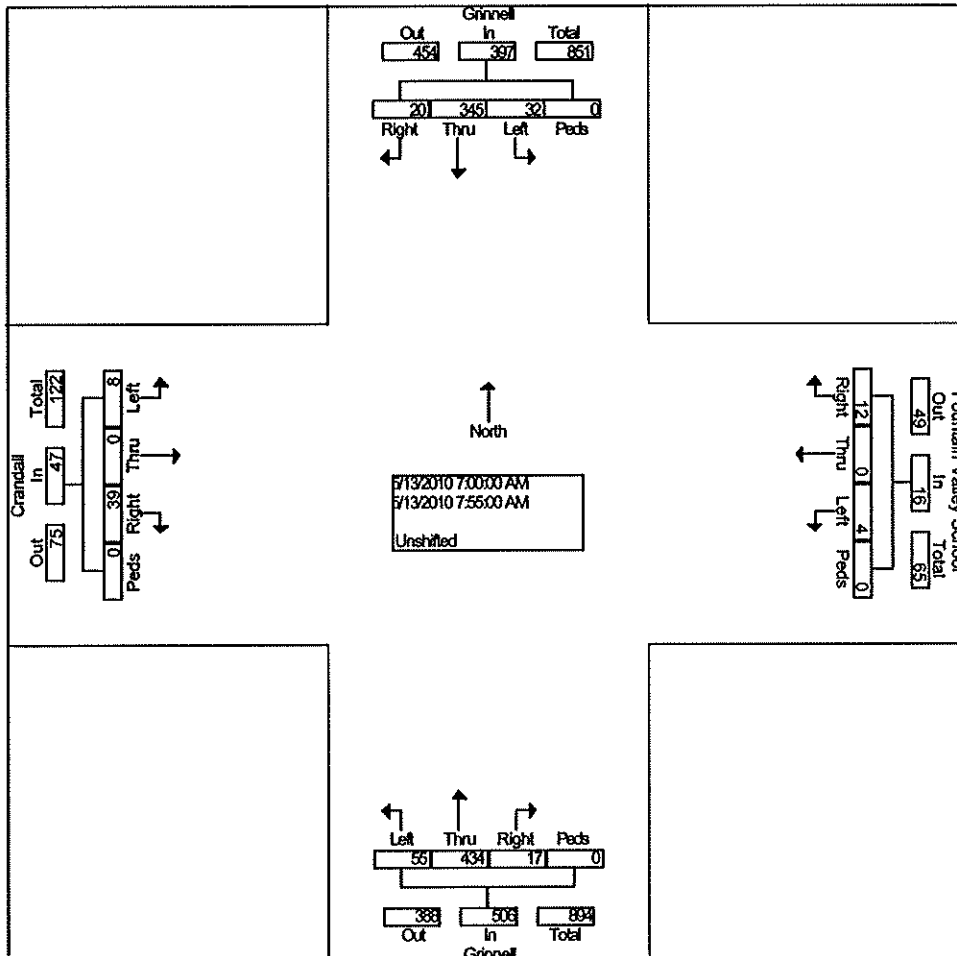 Grinnell
Out In Total
454 397 851
20 345 32 0
Right Thru Left Peds
Crandall
Total In Out
122 47 75
8 0 39 0
Left Thru Right Peds
North
5/13/2010 7:00:00 AM
5/13/2010 7:55:00 AM
Unshifted
Right Thru Left Peds
12 0 4 0
49 16 65
Out In Total
Fountain Valley School
Left Thru Right Peds
55 434 17 0
388 506 894
Out In Total
Grinnell